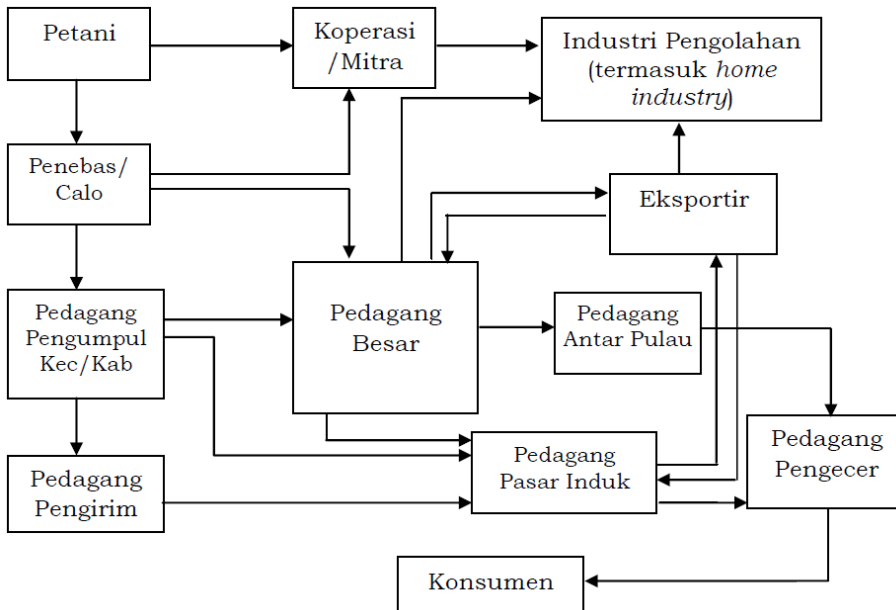 Petani
Koperasi
/Mitra
Industri Pengolahan
(termasuk home
industry)
Penebas/
Calo
Eksportir
Pedagang
Pengumpul
Kec/Kab
Pedagang
Besar
Pedagang
Antar Pulau
Pedagang
Pengirim
Pedagang
Pasar Induk
Pedagang
Pengecer
Konsumen